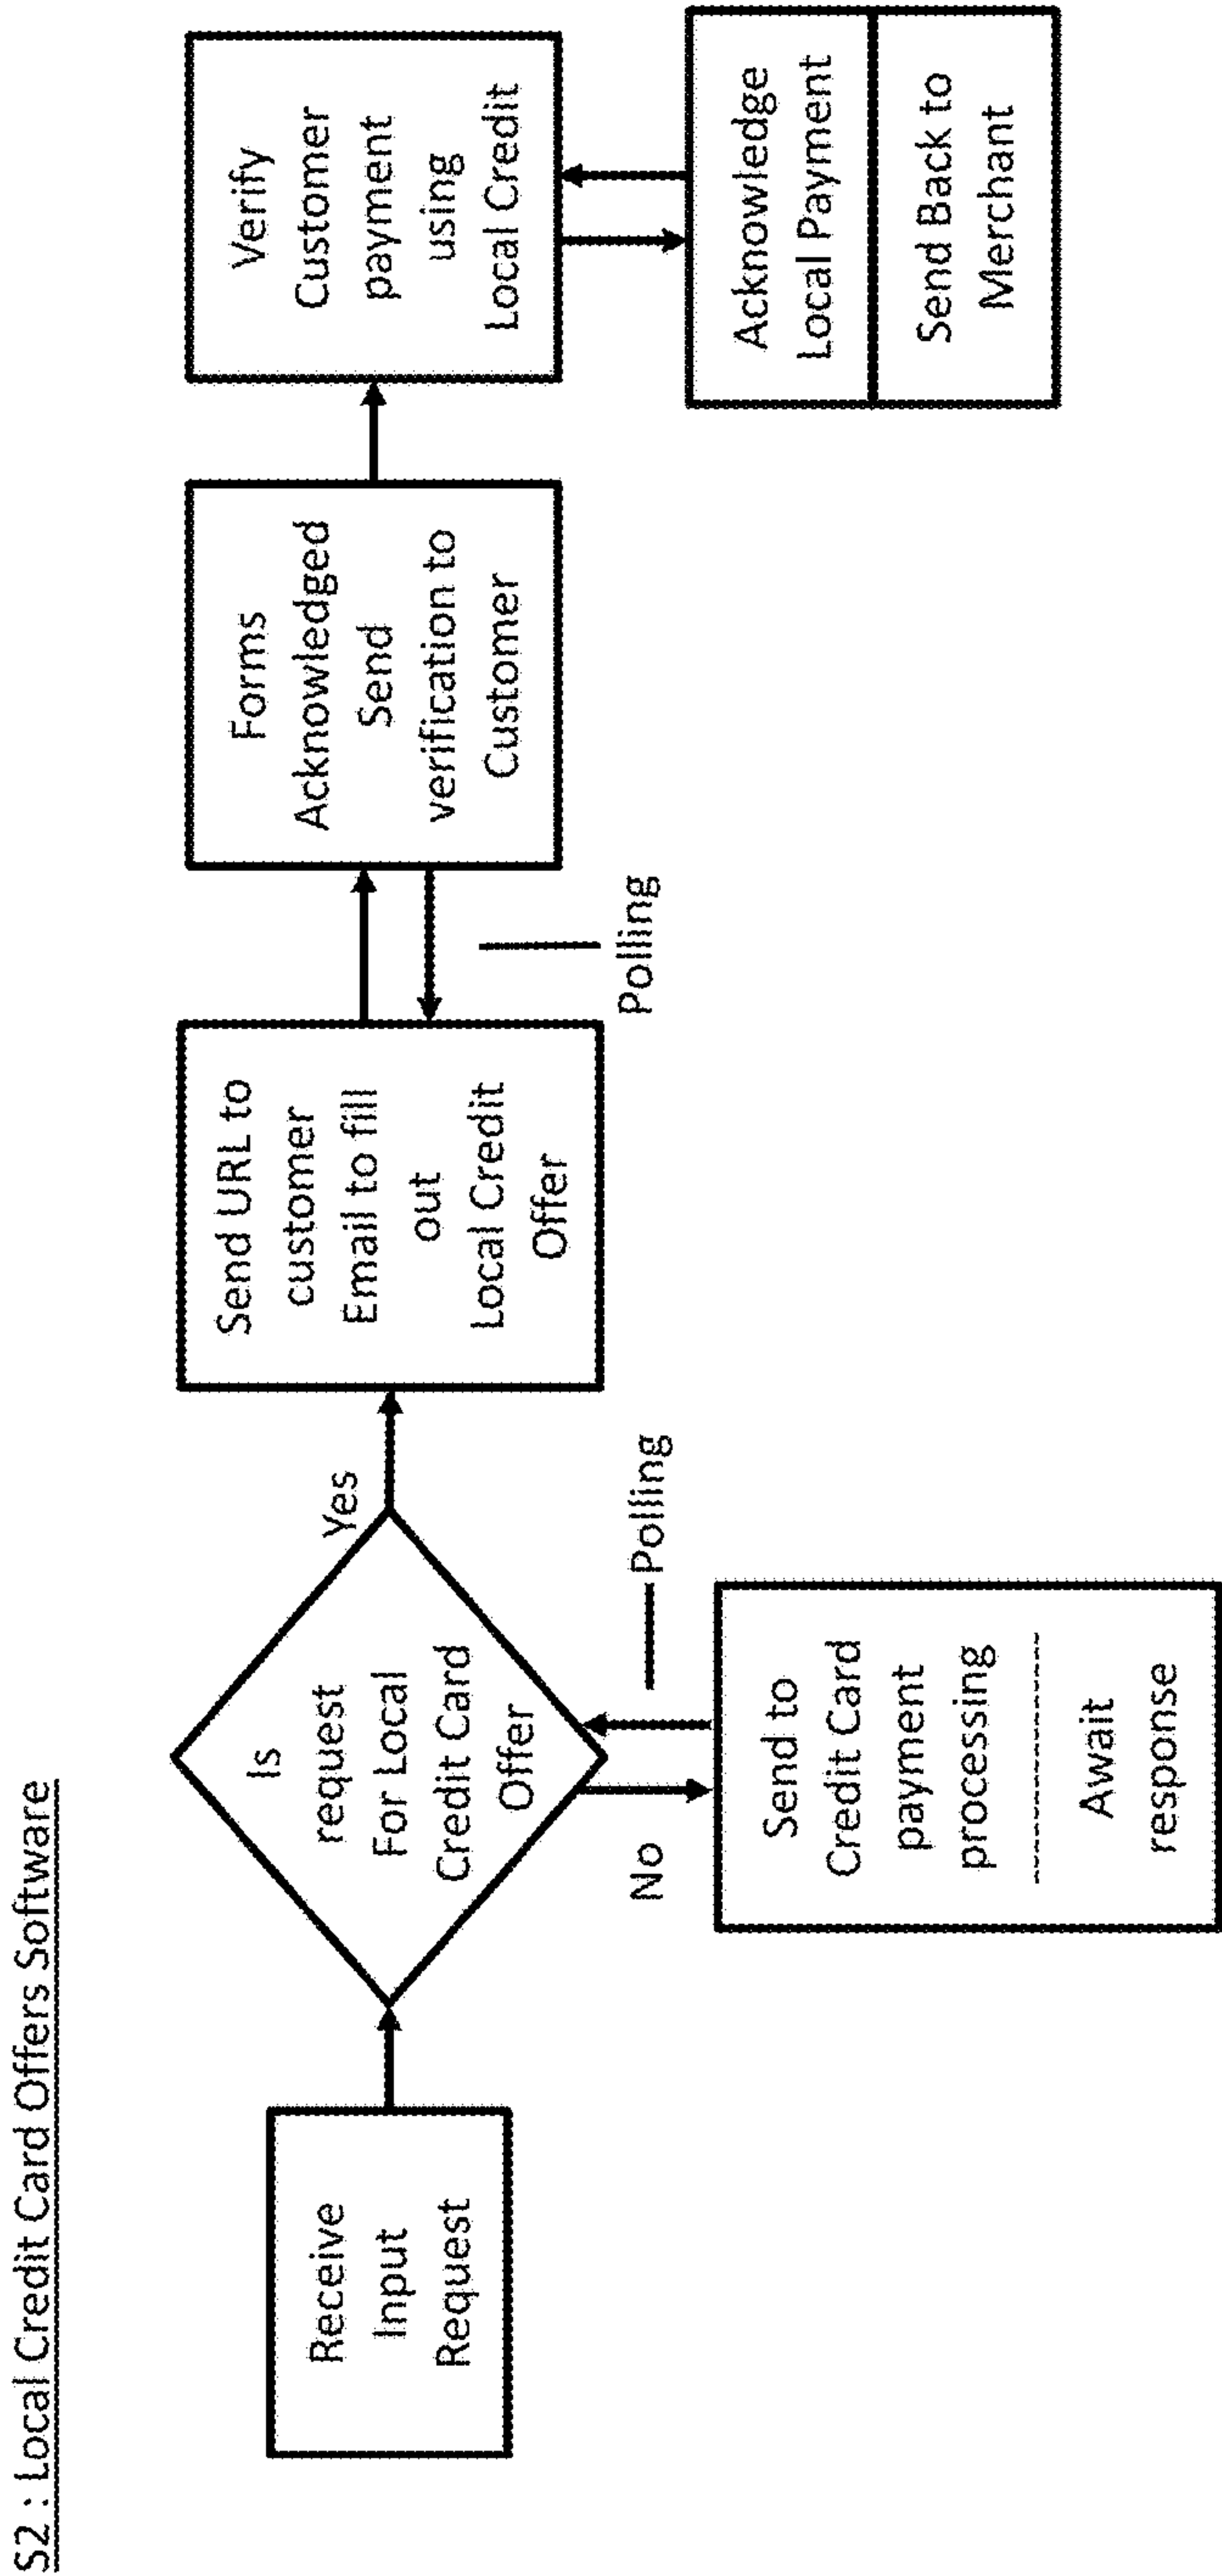 S2 : Local Credit Card Offers Software
Receive
Input
Request
Is
request
For Local
Credit Card
Offer
Yes
No
Polling
Send to
Credit Card
payment
processing
Await
response
Send URL to
customer
Email to fill
out
Local Credit
Offer
Polling
Forms
Acknowledged
Send
verification to
Customer
Verify
Customer
payment
using
Local Credit
Acknowledge
Local Payment
Send Back to
Merchant